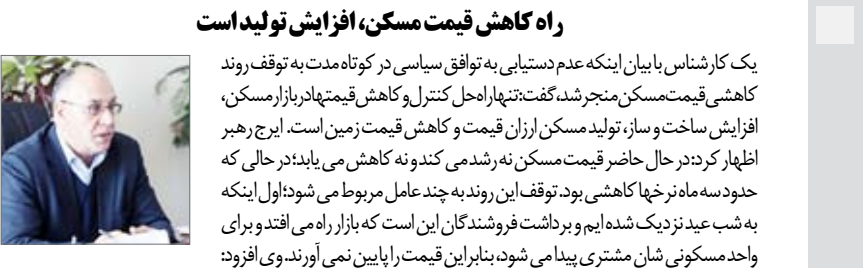 راه کاهش قیمت مسکن، افزایش تولید است
یک کارشناس با بیان اینکه عدم دستیابی به توافق سیاسی در کوتاه مدت به توقف روند
کاهشی قیمت مسکن منجر شد، گفت: تنها راه حل کنترل و کاهش قیمتها در بازار مسکن،
افزایش ساخت و ساز، تولید مسکن ارزان قیمت و کاهش قیمت زمین است. ایرج رهبر
اظهار کرد: در حال حاضر قیمت مسکن نه رشد می کند و نه کاهش می یابد؛ در حالی که
حدود سه ماه نرخها کاهشی بود. توقف این روند به چند عامل مربوط می شود؛ اول اینکه
به شب عید نزدیک شده ایم و برداشت فروشندگان این است که بازار راه می افتد و برای
واحد مسکونی شان مشتری پیدا می شود، بنابراین قیمت را پایین نمی آورند. وی افزود: